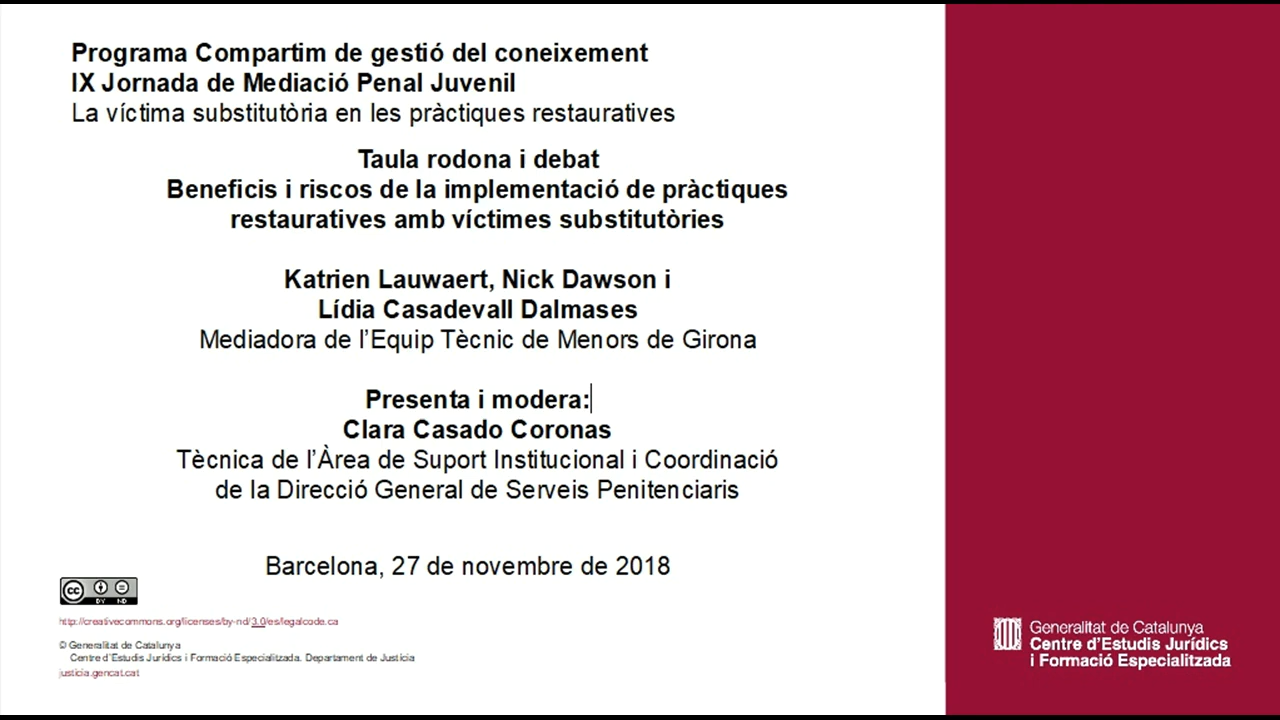 Programa Compartim de gestió del coneixement
IX Jornada de Mediació Penal Juvenil
La víctima substitutòria en les pràctiques restauratives
Taula rodona i debat
Beneficis i riscos de la implementació de pràctiques
restauratives amb víctimes substitutòries
Katrien Lauwaert, Nick Dawson i
Lídia Casadevall Dalmases
Mediadora de l’Equip Tècnic de Menors de Girona
Presenta i modera:
Clara Casado Coronas
Tècnica de l’Àrea de Suport Institucional i Coordinació
de la Direcció General de Serveis Penitenciaris
Barcelona, 27 de novembre de 2018
cc BY ND
http://creativecommons.org/licenses/by-nd/3.0/es/legalcode.ca
© Generalitat de Catalunya
Centre d’Estudis Jurídics i Formació Especialitzada. Departament de Justícia
justicia.gencat.cat
Generalitat de Catalunya
Centre d’Estudis Jurídics
i Formació Especialitzada